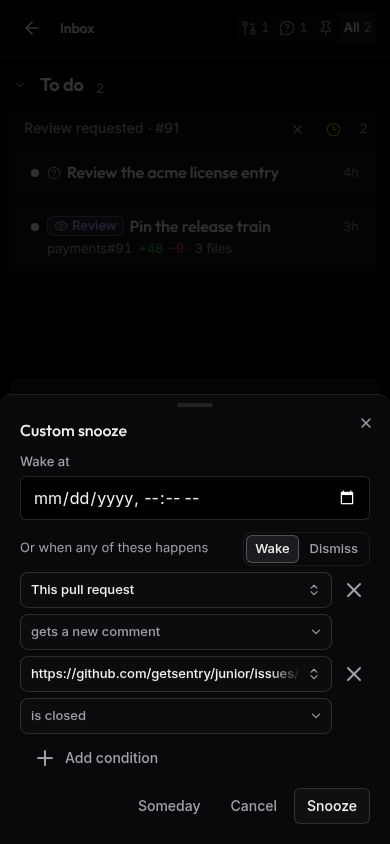 Inbox
1
1
All 2
To do 2
Review requested · #91
2
Review the acme license entry
4h
Review
Pin the release train
3h
payments#91 +48 −9 · 3 files
Custom snooze
Wake at
mm/dd/yyyy, --:-- --
Or when any of these happens
Wake
Dismiss
This pull request
gets a new comment
https://github.com/getsentry/junior/issues/
is closed
Add condition
Someday
Cancel
Snooze